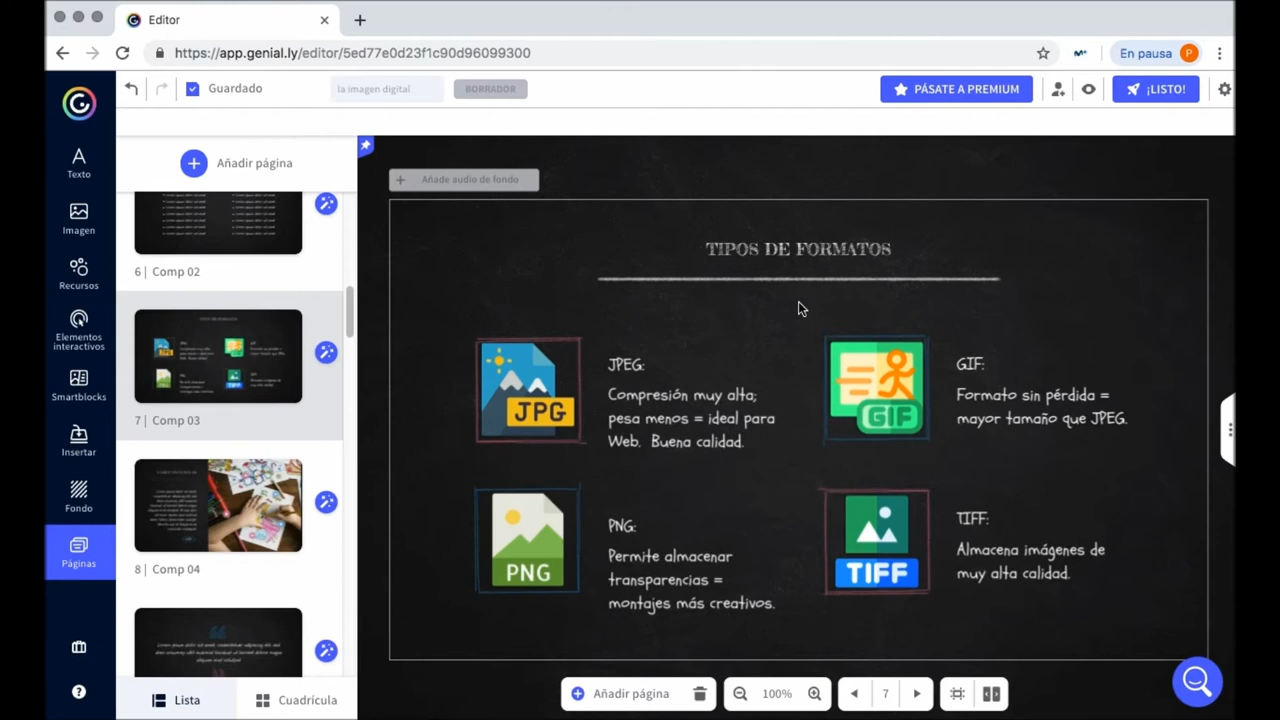 Editor
https://app.genial.ly/editor/5ed77e0d23f1c90d96099300
En pausa
P
Guardado
la imagen digital
BORRADOR
PÁSATE A PREMIUM
¡LISTO!
Texto
Imagen
Recursos
Elementos
interactivos
Smartblocks
Insertar
Fondo
Páginas
Añadir página
6 | Comp 02
7 | Comp 03
8 | Comp 04
Lista
Cuadrícula
Añade audio de fondo
TIPOS DE FORMATOS
JPG
JPEG:
Compresión muy alta;
pesa menos = ideal para
Web. Buena calidad.
GIF
GIF:
Formato sin pérdida =
mayor tamaño que JPEG.
PNG
PNG:
Permite almacenar
transparencias =
montajes más creativos.
TIFF
TIFF:
Almacena imágenes de
muy alta calidad.
Añadir página
100%
7